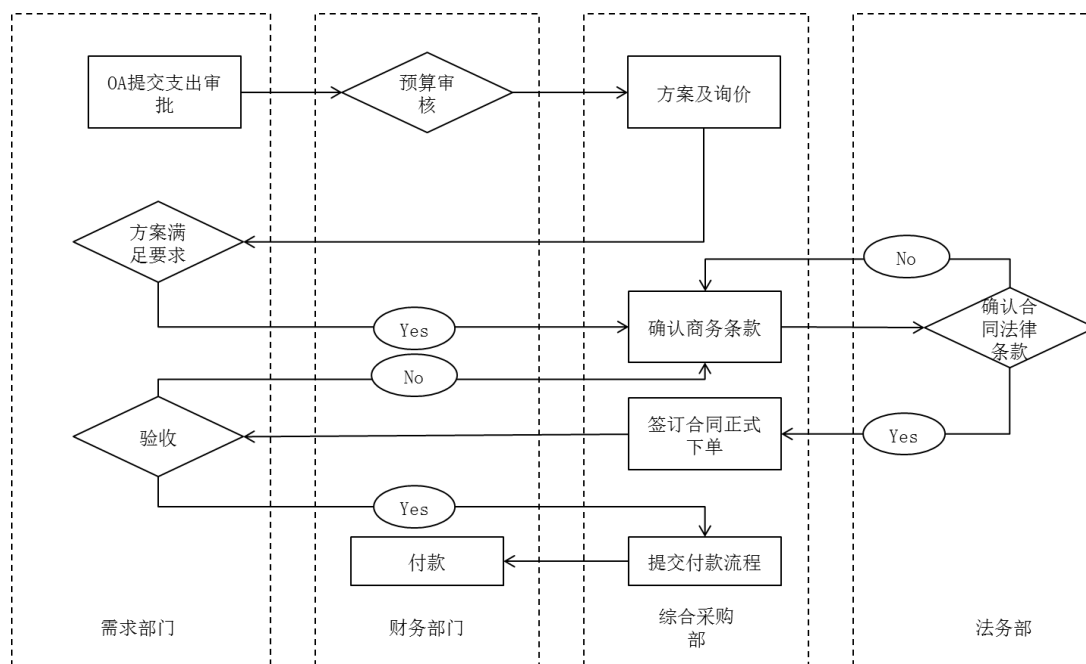 OA提交支出审
批
预算审
核
方案及询价
方案满
足要求
No
确认合
同法律
条款
Yes
确认商务条款
No
签订合同正式
下单
Yes
验收
Yes
付款
提交付款流程
需求部门
财务部门
综合采购
部
法务部